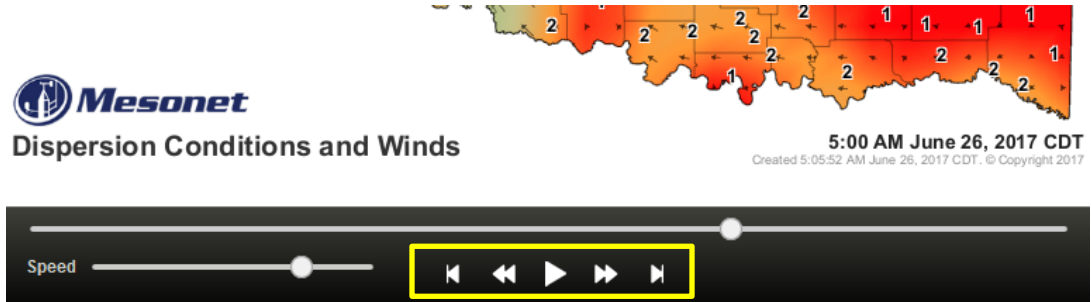 2 1 2 2 2 2 2 1 1 1 1
2 2 1 2 2 2 2 1
Mesonet
Dispersion Conditions and Winds
5:00 AM June 26, 2017 CDT
Created 5:05:52 AM June 26, 2017 CDT. © Copyright 2017
Speed